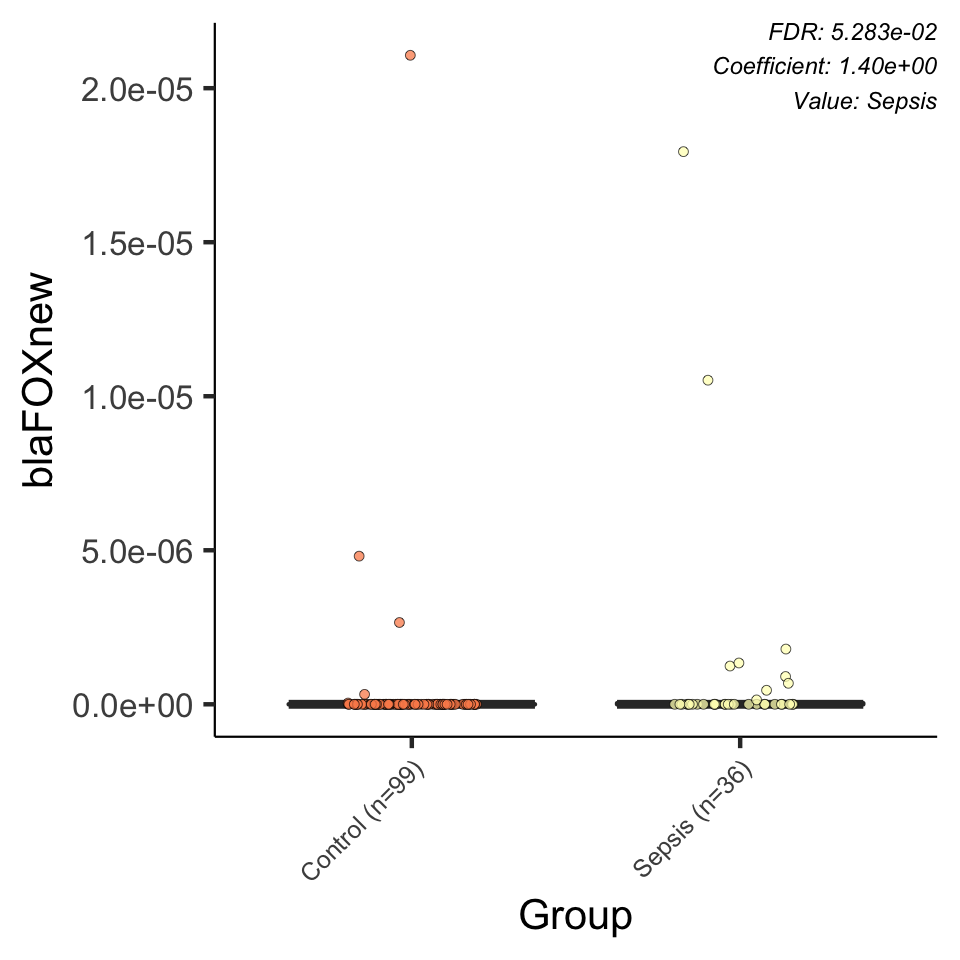 FDR: 5.283e-02
Coefficient: 1.40e+00
Value: Sepsis
2.0e-05
1.5e-05
1.0e-05
5.0e-06
0.0e+00
blaFOXnew
Control (n=99)
Sepsis (n=36)
Group